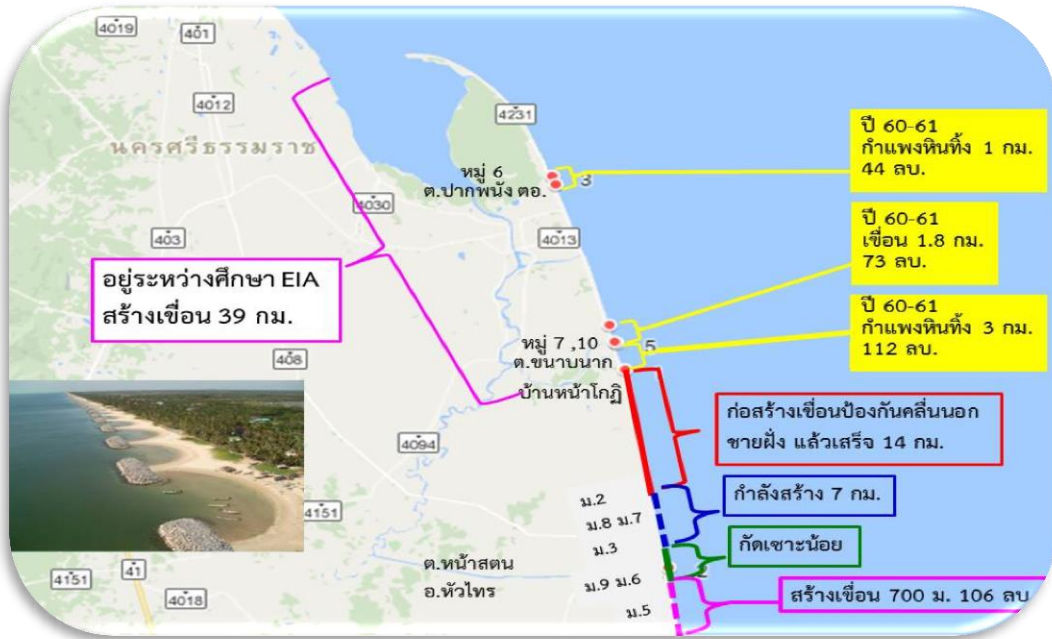 4019
401
4012
4231
นครศรีธรรมราช
หมู่ 6
ต.ปากพนัง ตอ.
3
ปี 60-61
กำแพงหินทิ้ง 1 กม.
44 ลบ.
4030
403
4013
ปี 60-61
เขื่อน 1.8 กม.
73 ลบ.
อยู่ระหว่างศึกษา EIA
สร้างเขื่อน 39 กม.
ปี 60-61
กำแพงหินทิ้ง 3 กม.
112 ลบ.
408
หมู่ 7 ,10
ต.ขนาบนาก
5
บ้านหน้าโกฏิ
ก่อสร้างเขื่อนป้องกันคลื่นนอก
ชายฝั่ง แล้วเสร็จ 14 กม.
4094
กำลังสร้าง 7 กม.
ม.2
4151
ม.8 ม.7
กัดเซาะน้อย
ม.3
ต.หน้าสตน
อ.หัวไทร
4151
41
4018
ม.9 ม.6
ม.5
สร้างเขื่อน 700 ม. 106 ลบ